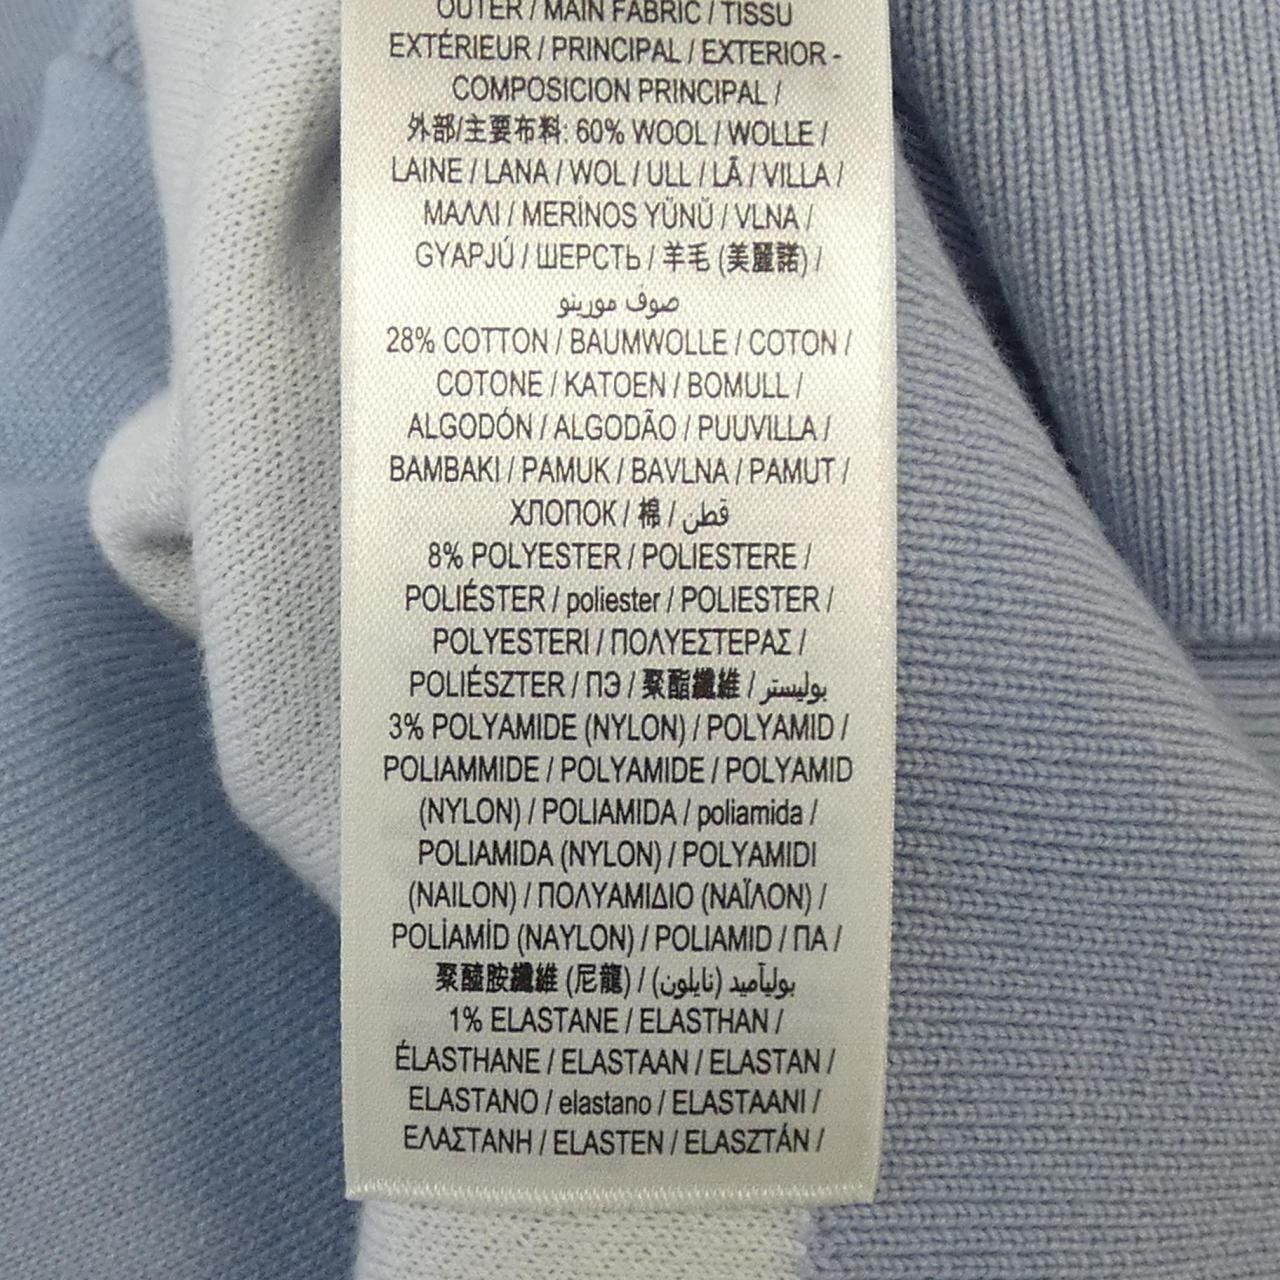 OUTER / MAIN FABRIC / TISSU
EXTÉRIEUR / PRINCIPAL / EXTERIOR -
COMPOSICION PRINCIPAL /
外部/主要布料: 60% WOOL / WOLLE /
LAINE / LANA / WOL / ULL / LÃ / VILLA /
ΜΑΛΛΙ / MERİNOS YÜNÜ / VLNA /
GYAPJÚ / ШЕРСТЬ / 羊毛 (美麗諾) /
صوف مورينو
28% COTTON / BAUMWOLLE / COTON /
COTONE / KATOEN / BOMULL /
ALGODÓN / ALGODÃO / PUUVILLA /
BAMBAKI / PAMUK / BAVLNA / PAMUT /
ХЛОПОК / 棉 / قطن
8% POLYESTER / POLIESTERE /
POLIÉSTER / poliester / POLIESTER /
POLYESTERI / ΠΟΛΥΕΣΤΕΡΑΣ /
POLIÉSZTER / ПЭ / 聚酯纖維 / بوليستر
3% POLYAMIDE (NYLON) / POLYAMID /
POLIAMMIDE / POLYAMIDE / POLYAMID
(NYLON) / POLIAMIDA / poliamida /
POLIAMIDA (NYLON) / POLYAMIDI
(NAILON) / ΠΟΛΥΑΜΙΔΙΟ (ΝΑΪΛΟΝ) /
POLİAMİD (NAYLON) / POLIAMID / ПА /
聚醯胺纖維 (尼龍) / بوليآميد (نايلون)
1% ELASTANE / ELASTHAN /
ÉLASTHANE / ELASTAAN / ELASTAN /
ELASTANO / elastano / ELASTAANI /
ΕΛΑΣΤΑΝΗ / ELASTEN / ELASZTÁN /